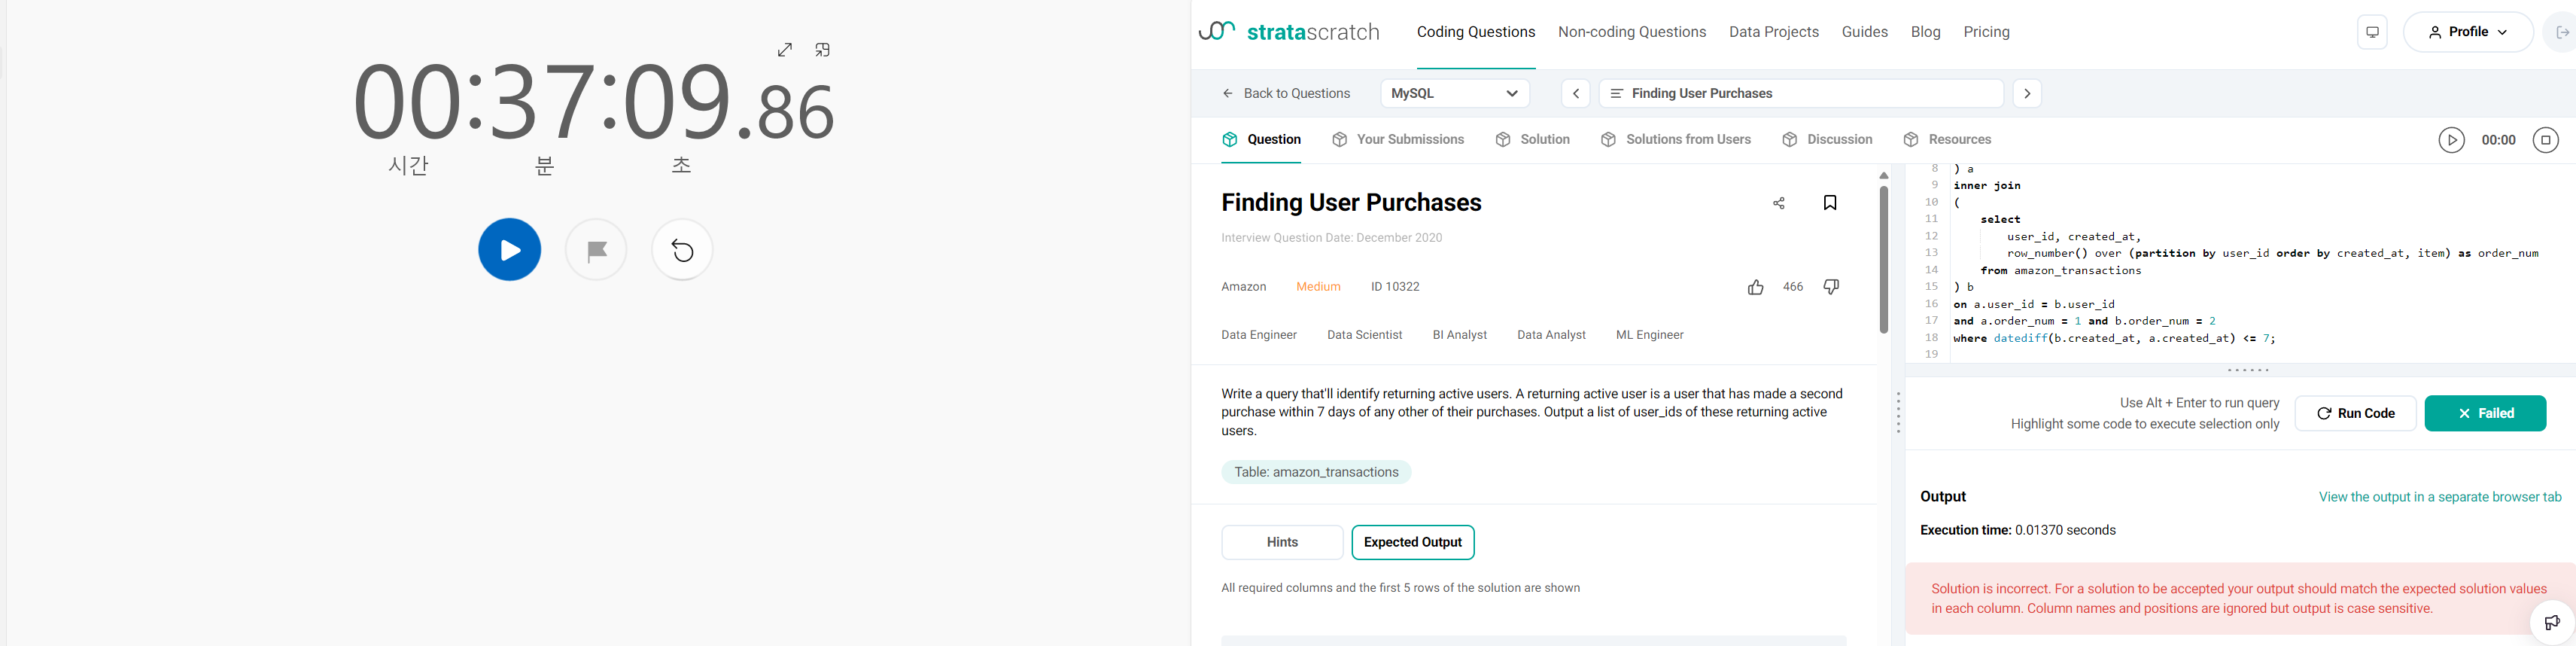 00:37:09.86
시간 분 초
stratascratch
Coding Questions Non-coding Questions Data Projects Guides Blog Pricing
Profile
Back to Questions
MySQL
Finding User Purchases
Question Your Submissions Solution Solutions from Users Discussion Resources
00:00
Finding User Purchases
Interview Question Date: December 2020
Amazon Medium ID 10322
466
Data Engineer Data Scientist BI Analyst Data Analyst ML Engineer
Write a query that'll identify returning active users. A returning active user is a user that has made a second
purchase within 7 days of any other of their purchases. Output a list of user_ids of these returning active
users.
Table: amazon_transactions
Hints Expected Output
All required columns and the first 5 rows of the solution are shown
8 ) a
9 inner join
10 (
11 select
12 user_id, created_at,
13 row_number() over (partition by user_id order by created_at, item) as order_num
14 from amazon_transactions
15 ) b
16 on a.user_id = b.user_id
17 and a.order_num = 1 and b.order_num = 2
18 where datediff(b.created_at, a.created_at) <= 7;
19
Use Alt + Enter to run query
Highlight some code to execute selection only
Run Code
Failed
Output
View the output in a separate browser tab
Execution time: 0.01370 seconds
Solution is incorrect. For a solution to be accepted your output should match the expected solution values
in each column. Column names and positions are ignored but output is case sensitive.